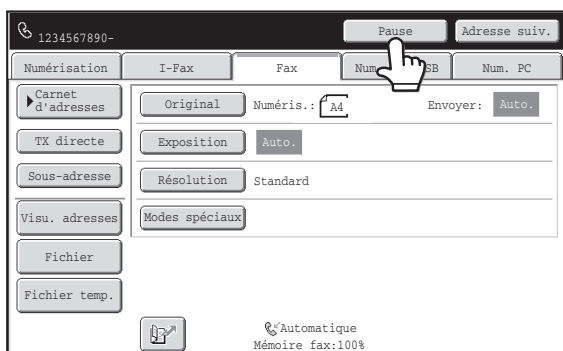 1234567890-
Pause
Adresse suiv.
Numérisation
I-Fax
Fax
Num. SB
Num. PC
Carnet
d'adresses
Original
Numéris.: A4
Envoyer: Auto.
TX directe
Exposition
Auto.
Sous-adresse
Résolution
Standard
Visu. adresses
Modes spéciaux
Fichier
Fichier temp.
Automatique
Mémoire fax:100%